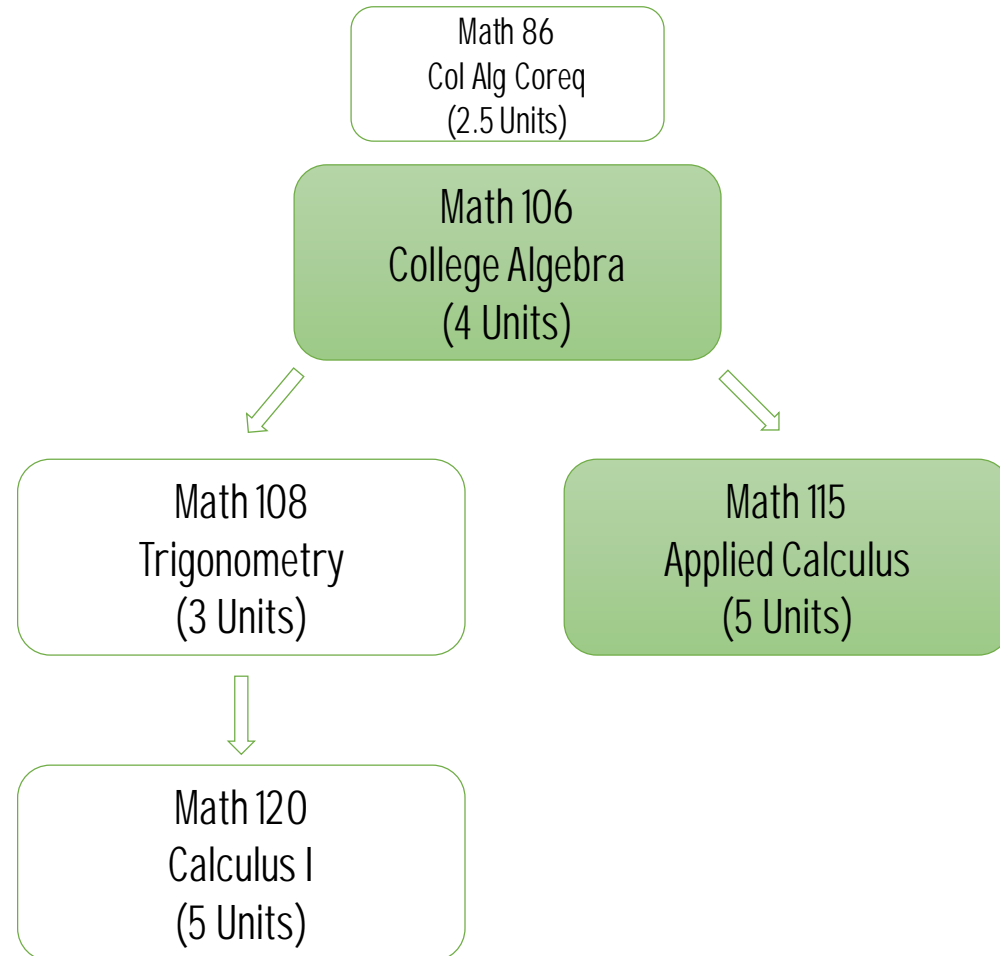 Math 86
Col Alg Coreq
(2.5 Units)
Math 106
College Algebra
(4 Units)
Math 108
Trigonometry
(3 Units)
Math 115
Applied Calculus
(5 Units)
Math 120
Calculus I
(5 Units)